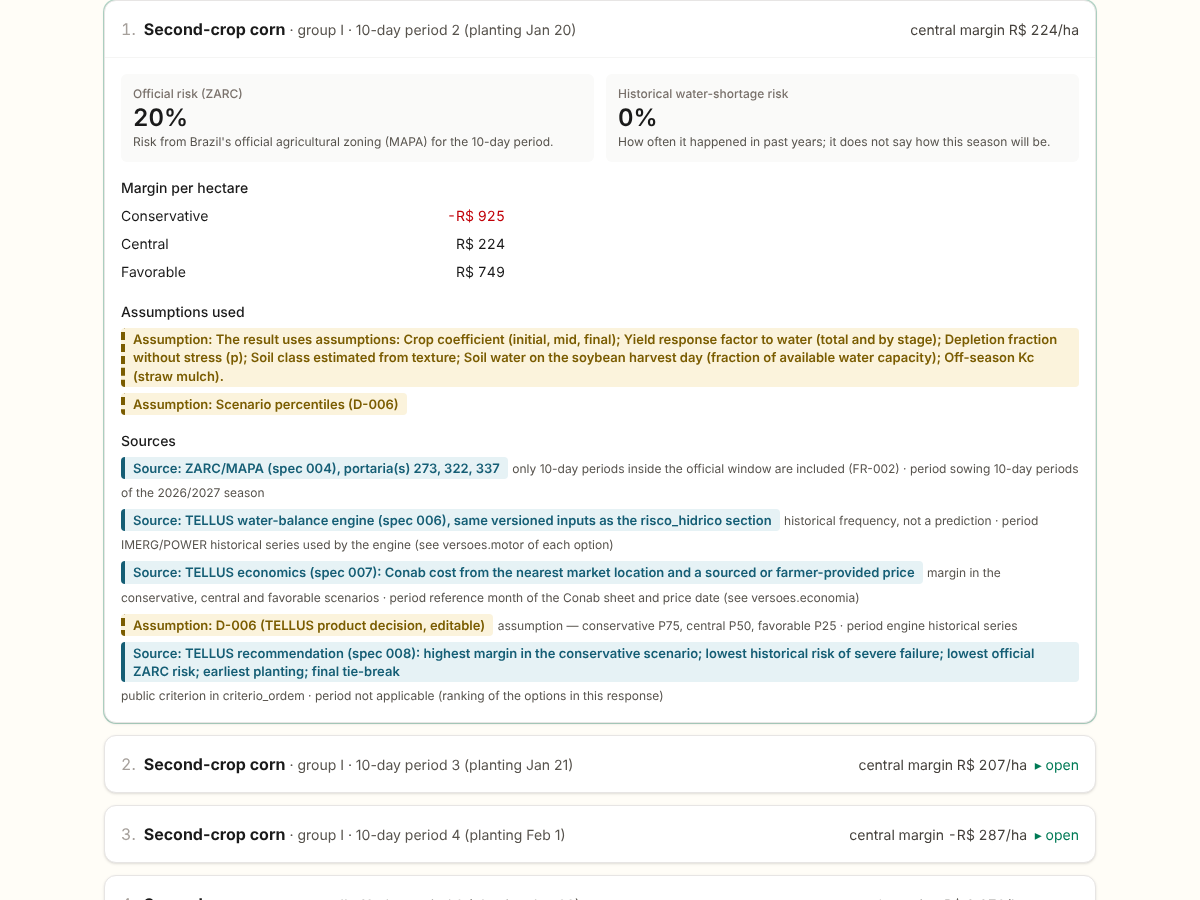 1. Second-crop corn · group I · 10-day period 2 (planting Jan 20) central margin R$ 224/ha
Official risk (ZARC)
20%
Risk from Brazil's official agricultural zoning (MAPA) for the 10-day period.
Historical water-shortage risk
0%
How often it happened in past years; it does not say how this season will be.
Margin per hectare
Conservative -R$ 925
Central R$ 224
Favorable R$ 749
Assumptions used
Assumption: The result uses assumptions: Crop coefficient (initial, mid, final); Yield response factor to water (total and by stage); Depletion fraction
without stress (p); Soil class estimated from texture; Soil water on the soybean harvest day (fraction of available water capacity); Off-season Kc
(straw mulch).
Assumption: Scenario percentiles (D-006)
Sources
Source: ZARC/MAPA (spec 004), portaria(s) 273, 322, 337 only 10-day periods inside the official window are included (FR-002) · period sowing 10-day periods
of the 2026/2027 season
Source: TELLUS water-balance engine (spec 006), same versioned inputs as the risco_hidrico section historical frequency, not a prediction · period
IMERG/POWER historical series used by the engine (see versoes.motor of each option)
Source: TELLUS economics (spec 007): Conab cost from the nearest market location and a sourced or farmer-provided price margin in the
conservative, central and favorable scenarios · period reference month of the Conab sheet and price date (see versoes.economia)
Assumption: D-006 (TELLUS product decision, editable) assumption — conservative P75, central P50, favorable P25 · period engine historical series
Source: TELLUS recommendation (spec 008): highest margin in the conservative scenario; lowest historical risk of severe failure; lowest official
ZARC risk; earliest planting; final tie-break
public criterion in criterio_ordem · period not applicable (ranking of the options in this response)
2. Second-crop corn · group I · 10-day period 3 (planting Jan 21) central margin R$ 207/ha ▸ open
3. Second-crop corn · group I · 10-day period 4 (planting Feb 1) central margin -R$ 287/ha ▸ open